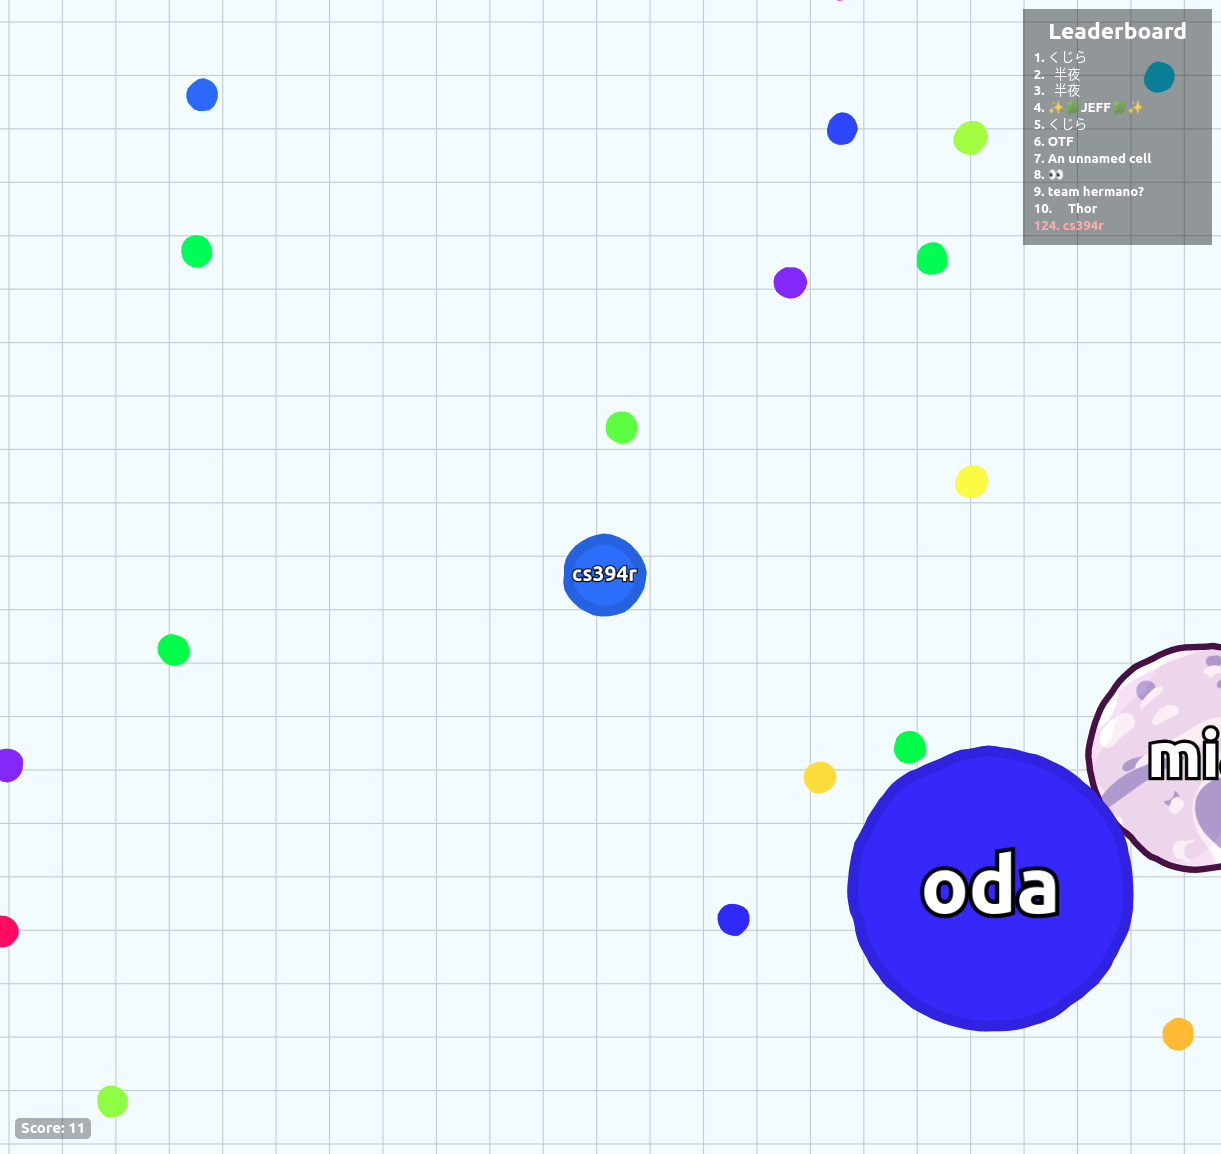 Leaderboard
1. くじら
2. 半夜
3. 半夜
4. ✨🍀JEFF🍀✨
5. くじら
6. OTF
7. An unnamed cell
8. 👀
9. team hermano?
10. Thor
124. cs394r
cs394r
oda
Score: 11